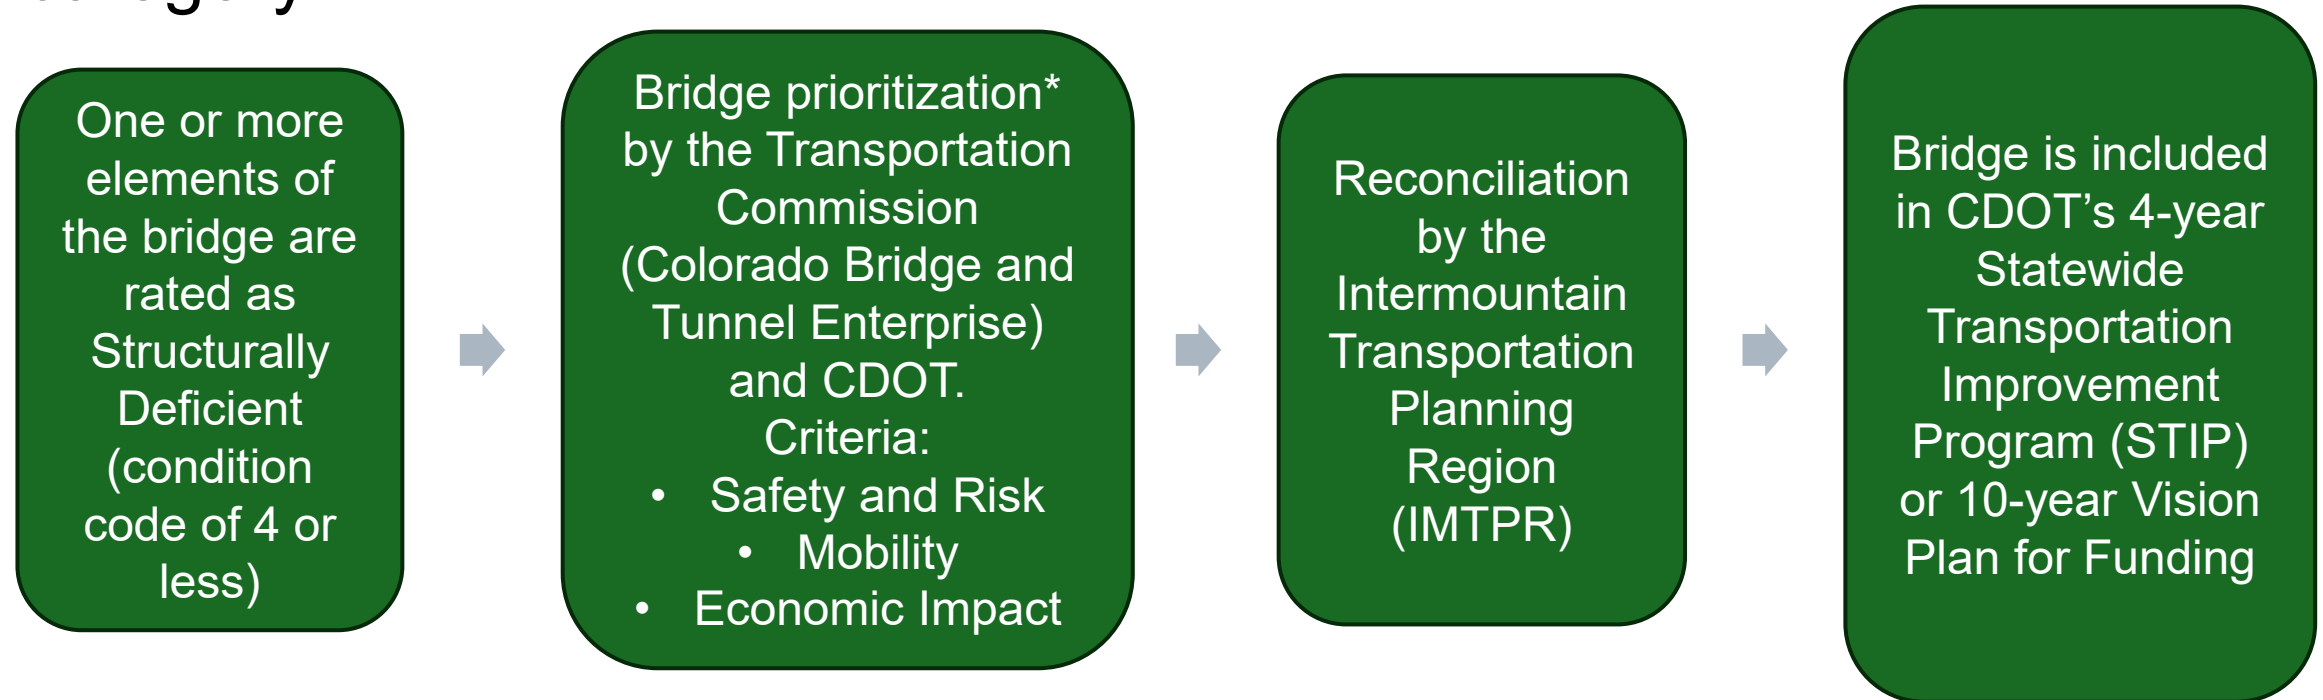 One or more
elements of
the bridge are
rated as
Structurally
Deficient
(condition
code of 4 or
less)
Bridge prioritization*
by the Transportation
Commission
(Colorado Bridge and
Tunnel Enterprise)
and CDOT.
Criteria:
• Safety and Risk
• Mobility
• Economic Impact
Reconciliation
by the
Intermountain
Transportation
Planning
Region
(IMTPR)
Bridge is included
in CDOT’s 4-year
Statewide
Transportation
Improvement
Program (STIP)
or 10-year Vision
Plan for Funding